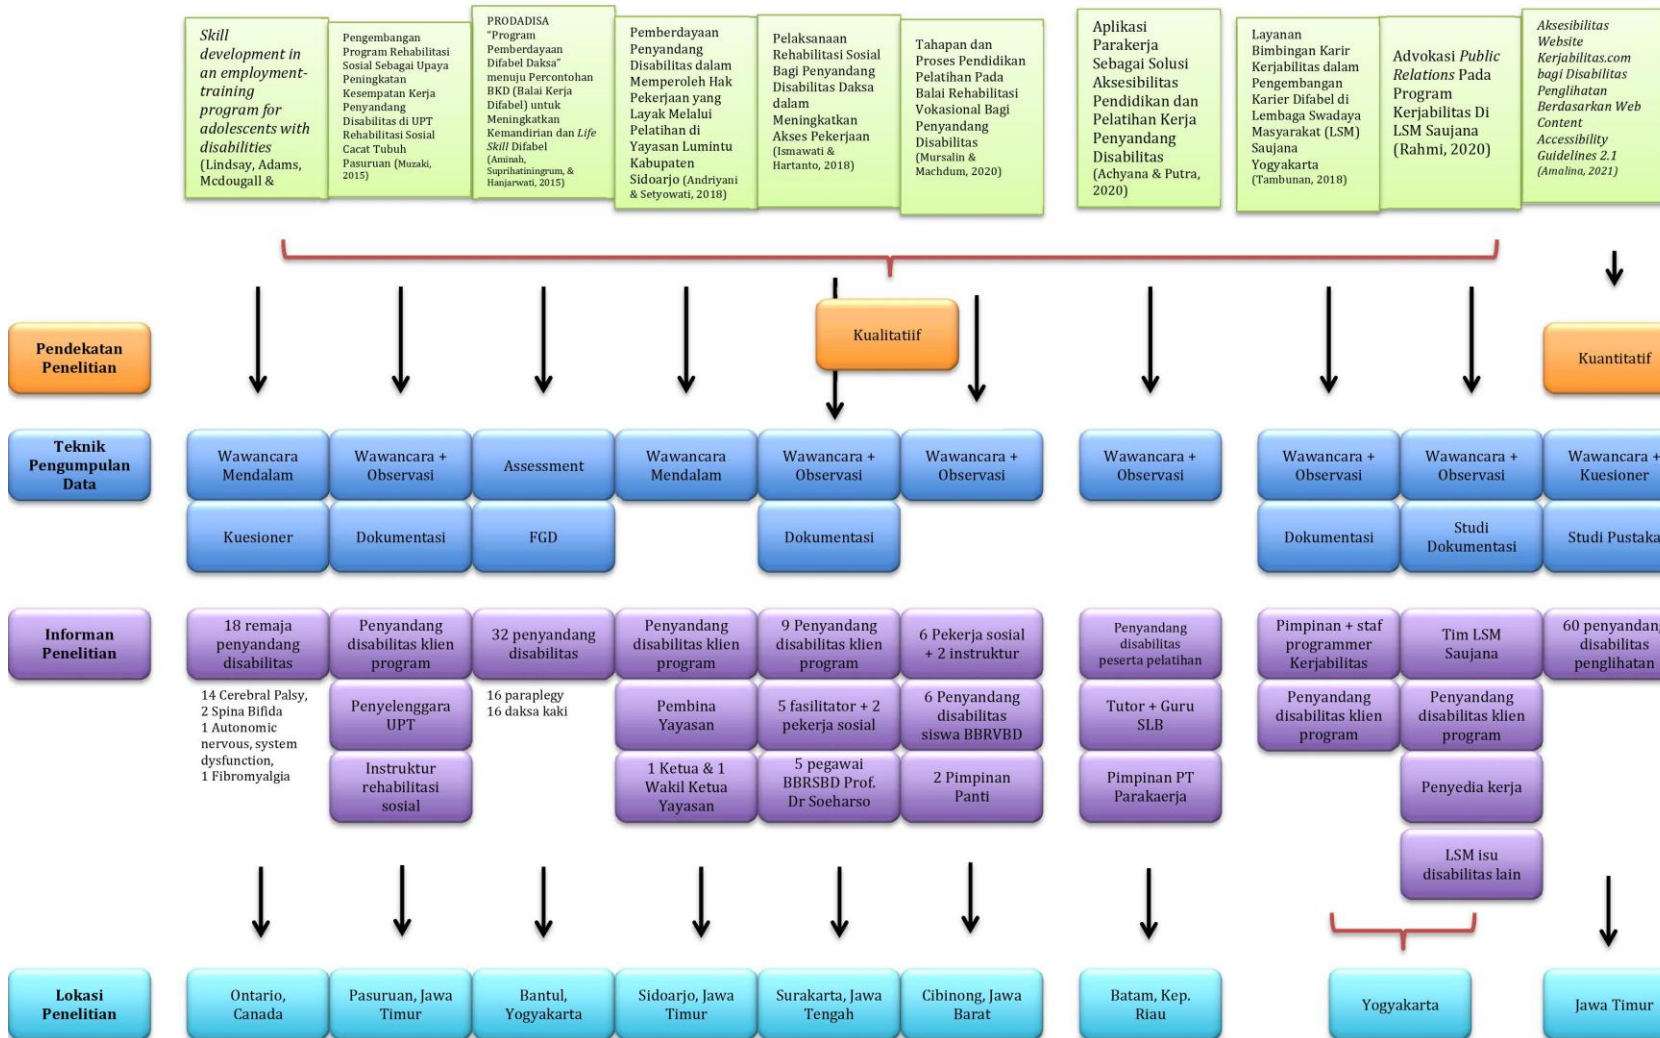 Skill
development in
an employment-
training
program for
adolescents with
disabilities
(Lindsay, Adams,
Mcdougall &
Pengembangan
Program Rehabilitasi
Sosial Sebagai Upaya
Peningkatan
Kesempatan Kerja
Penyandang
Disabilitas di UPT
Rehabilitasi Sosial
Cacat Tubuh
Pasuruan (Muzaki,
2015)
PRODADISA
"Program
Pemberdayaan
Difabel Daksa"
menuju Percontohan
BKD (Balai Kerja
Difabel) untuk
Meningkatkan
Kemandirian dan Life
Skill Difabel
(Aminah,
Suprihatiningrum, &
Hanjarwati, 2015)
Pemberdayaan
Penyandang
Disabilitas dalam
Memperoleh Hak
Pekerjaan yang
Layak Melalui
Pelatihan di
Yayasan Lumintu
Kabupaten
Sidoarjo (Andriyani
& Setyowati, 2018)
Pelaksanaan
Rehabilitasi Sosial
Bagi Penyandang
Disabilitas Daksa
dalam
Meningkatkan
Akses Pekerjaan
(Ismawati &
Hartanto, 2018)
Tahapan dan
Proses Pendidikan
Pelatihan Pada
Balai Rehabilitasi
Vokasional Bagi
Penyandang
Disabilitas
(Mursalin &
Machdum, 2020)
Aplikasi
Parakerja
Sebagai Solusi
Aksesibilitas
Pendidikan dan
Pelatihan Kerja
Penyandang
Disabilitas
(Achyana & Putra,
2020)
Layanan
Bimbingan Karir
Kerjabilitas dalam
Pengembangan
Karier Difabel di
Lembaga Swadaya
Masyarakat (LSM)
Saujana
Yogyakarta
(Tambunan, 2018)
Advokasi Public
Relations Pada
Program
Kerjabilitas Di
LSM Saujana
(Rahmi, 2020)
Aksesibilitas
Website
Kerjabilitas.com
bagi Disabilitas
Penglihatan
Berdasarkan Web
Content
Accessibility
Guidelines 2.1
(Amalina, 2021)
Pendekatan
Penelitian
Kualitatiif
Kuantitatif
Teknik
Pengumpulan
Data
Wawancara
Mendalam
Wawancara +
Observasi
Assessment
Wawancara
Mendalam
Wawancara +
Observasi
Wawancara +
Observasi
Wawancara +
Observasi
Wawancara +
Observasi
Wawancara +
Observasi
Wawancara +
Kuesioner
Kuesioner
Dokumentasi
FGD
Dokumentasi
Dokumentasi
Studi
Dokumentasi
Studi Pustaka
Informan
Penelitian
18 remaja
penyandang
disabilitas
Penyandang
disabilitas klien
program
32 penyandang
disabilitas
Penyandang
disabilitas klien
program
9 Penyandang
disabilitas klien
program
6 Pekerja sosial
+ 2 instruktur
Penyandang
disabilitas
peserta pelatihan
Pimpinan + staf
programmer
Kerjabilitas
Tim LSM
Saujana
60 penyandang
disabilitas
penglihatan
14 Cerebral Palsy,
2 Spina Bifida
1 Autonomic
nervous, system
dysfunction,
1 Fibromyalgia
Penyelenggara
UPT
16 paraplegy
16 daksa kaki
Pembina
Yayasan
5 fasilitator + 2
pekerja sosial
6 Penyandang
disabilitas
siswa BBRVBD
Tutor + Guru
SLB
Penyandang
disabilitas klien
program
Penyandang
disabilitas klien
program
Instruktur
rehabilitasi
sosial
1 Ketua & 1
Wakil Ketua
Yayasan
5 pegawai
BBRSBD Prof.
Dr Soeharso
2 Pimpinan
Panti
Pimpinan PT
Parakaerja
Penyedia kerja
LSM isu
disabilitas lain
Lokasi
Penelitian
Ontario,
Canada
Pasuruan, Jawa
Timur
Bantul,
Yogyakarta
Sidoarjo, Jawa
Timur
Surakarta, Jawa
Tengah
Cibinong, Jawa
Barat
Batam, Kep.
Riau
Yogyakarta
Jawa Timur